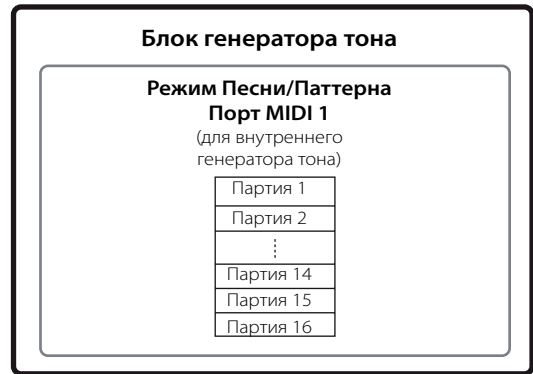 Блок генератора тона
Режим Песни/Паттерна
Порт MIDI 1
(для внутреннего
генератора тона)
Партия 1
Партия 2
Партия 14
Партия 15
Партия 16